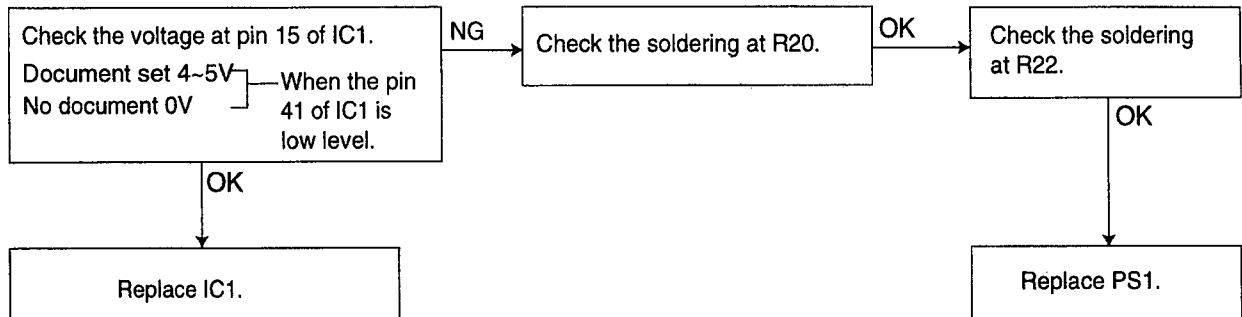 Check the voltage at pin 15 of IC1.
Document set 4~5V
No document 0V
When the pin
41 of IC1 is
low level.
NG
Check the soldering at R20.
OK
Check the soldering
at R22.
OK
Replace IC1.
OK
Replace PS1.